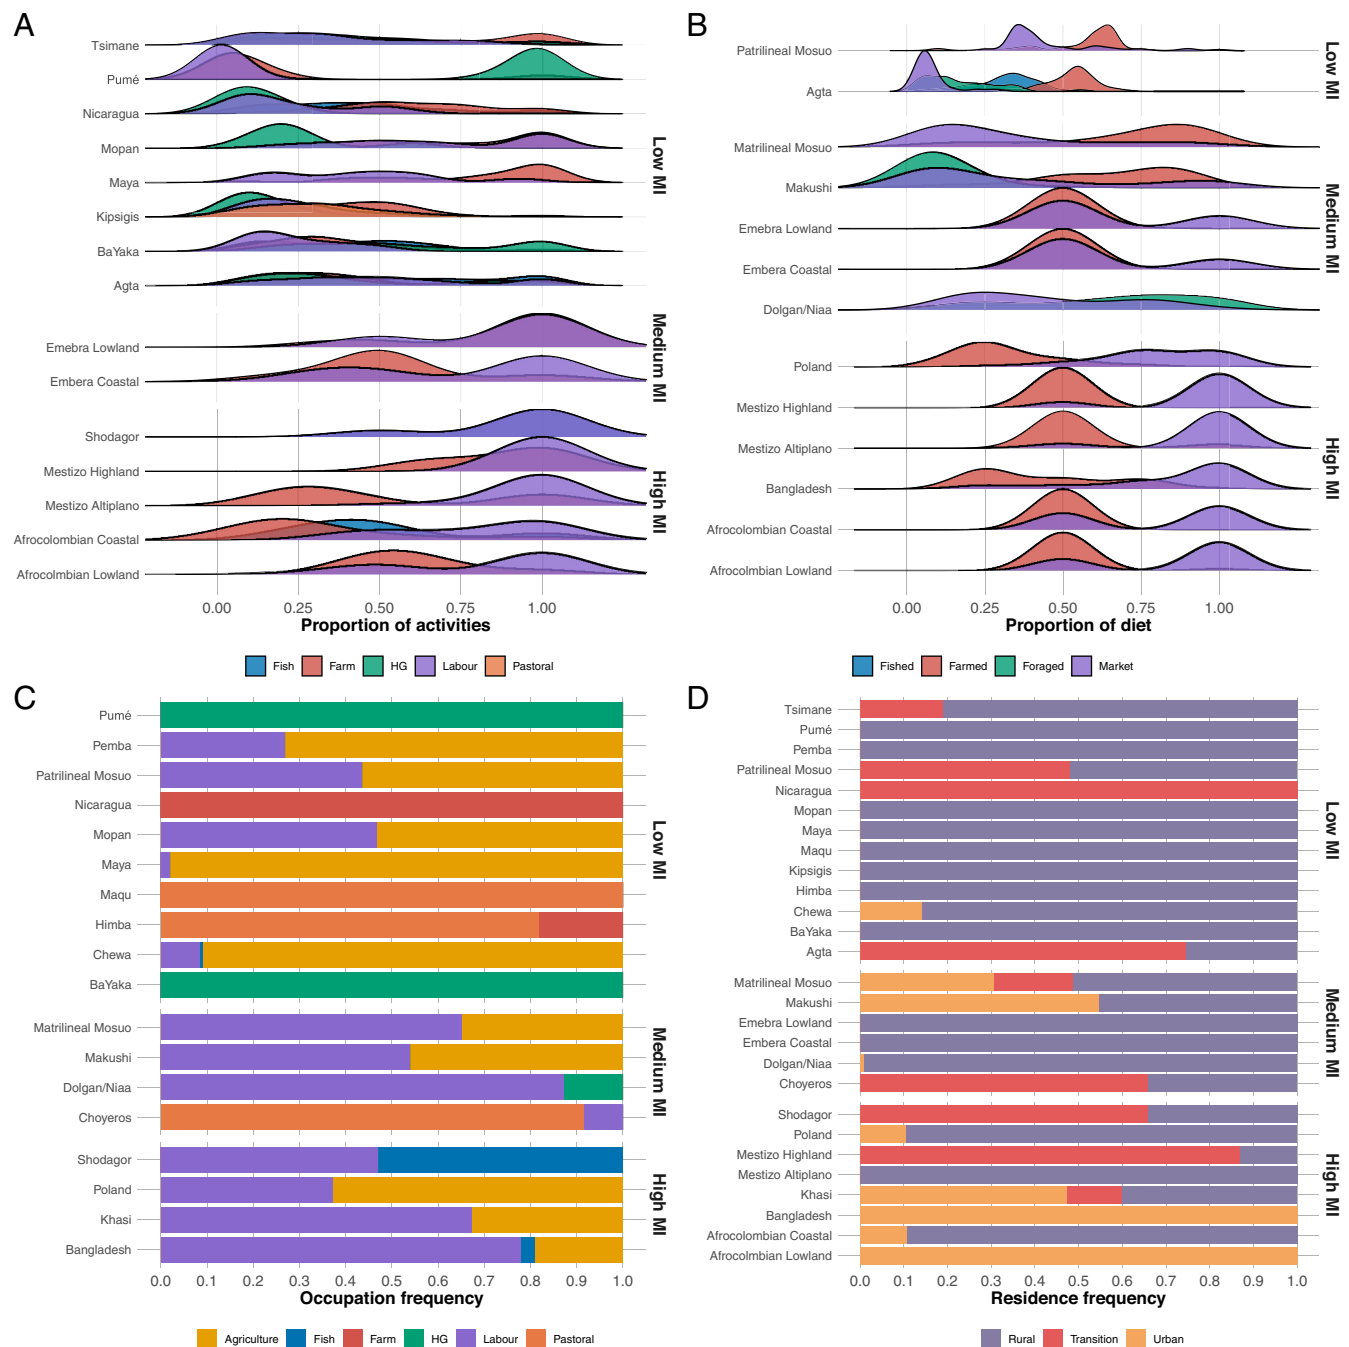 A
Tsimane
Pumé
Nicaragua
Mopan
Maya
Kipsigis
BaYaka
Agta
Low MI
Emebra Lowland
Embera Coastal
Medium MI
Shodagor
Mestizo Highland
Mestizo Altiplano
Afrocolombian Coastal
Afrocolmbian Lowland
High MI
0.00 0.25 0.50 0.75 1.00
Proportion of activities
Fish Farm HG Labour Pastoral
B
Patrilineal Mosuo
Agta
Low MI
Matrilineal Mosuo
Makushi
Emebra Lowland
Embera Coastal
Dolgan/Niaa
Medium MI
Poland
Mestizo Highland
Mestizo Altiplano
Bangladesh
Afrocolombian Coastal
Afrocolmbian Lowland
High MI
0.00 0.25 0.50 0.75 1.00
Proportion of diet
Fished Farmed Foraged Market
C
Pumé
Pemba
Patrilineal Mosuo
Nicaragua
Mopan
Maya
Maqu
Himba
Chewa
BaYaka
Low MI
Matrilineal Mosuo
Makushi
Dolgan/Niaa
Choyeros
Medium MI
Shodagor
Poland
Khasi
Bangladesh
High MI
0.0 0.1 0.2 0.3 0.4 0.5 0.6 0.7 0.8 0.9 1.0
Occupation frequency
Agriculture Fish Farm HG Labour Pastoral
D
Tsimane
Pumé
Pemba
Patrilineal Mosuo
Nicaragua
Mopan
Maya
Maqu
Kipsigis
Himba
Chewa
BaYaka
Agta
Low MI
Matrilineal Mosuo
Makushi
Emebra Lowland
Embera Coastal
Dolgan/Niaa
Choyeros
Medium MI
Shodagor
Poland
Mestizo Highland
Mestizo Altiplano
Khasi
Bangladesh
Afrocolombian Coastal
Afrocolmbian Lowland
High MI
0.0 0.1 0.2 0.3 0.4 0.5 0.6 0.7 0.8 0.9 1.0
Residence frequency
Rural Transition Urban